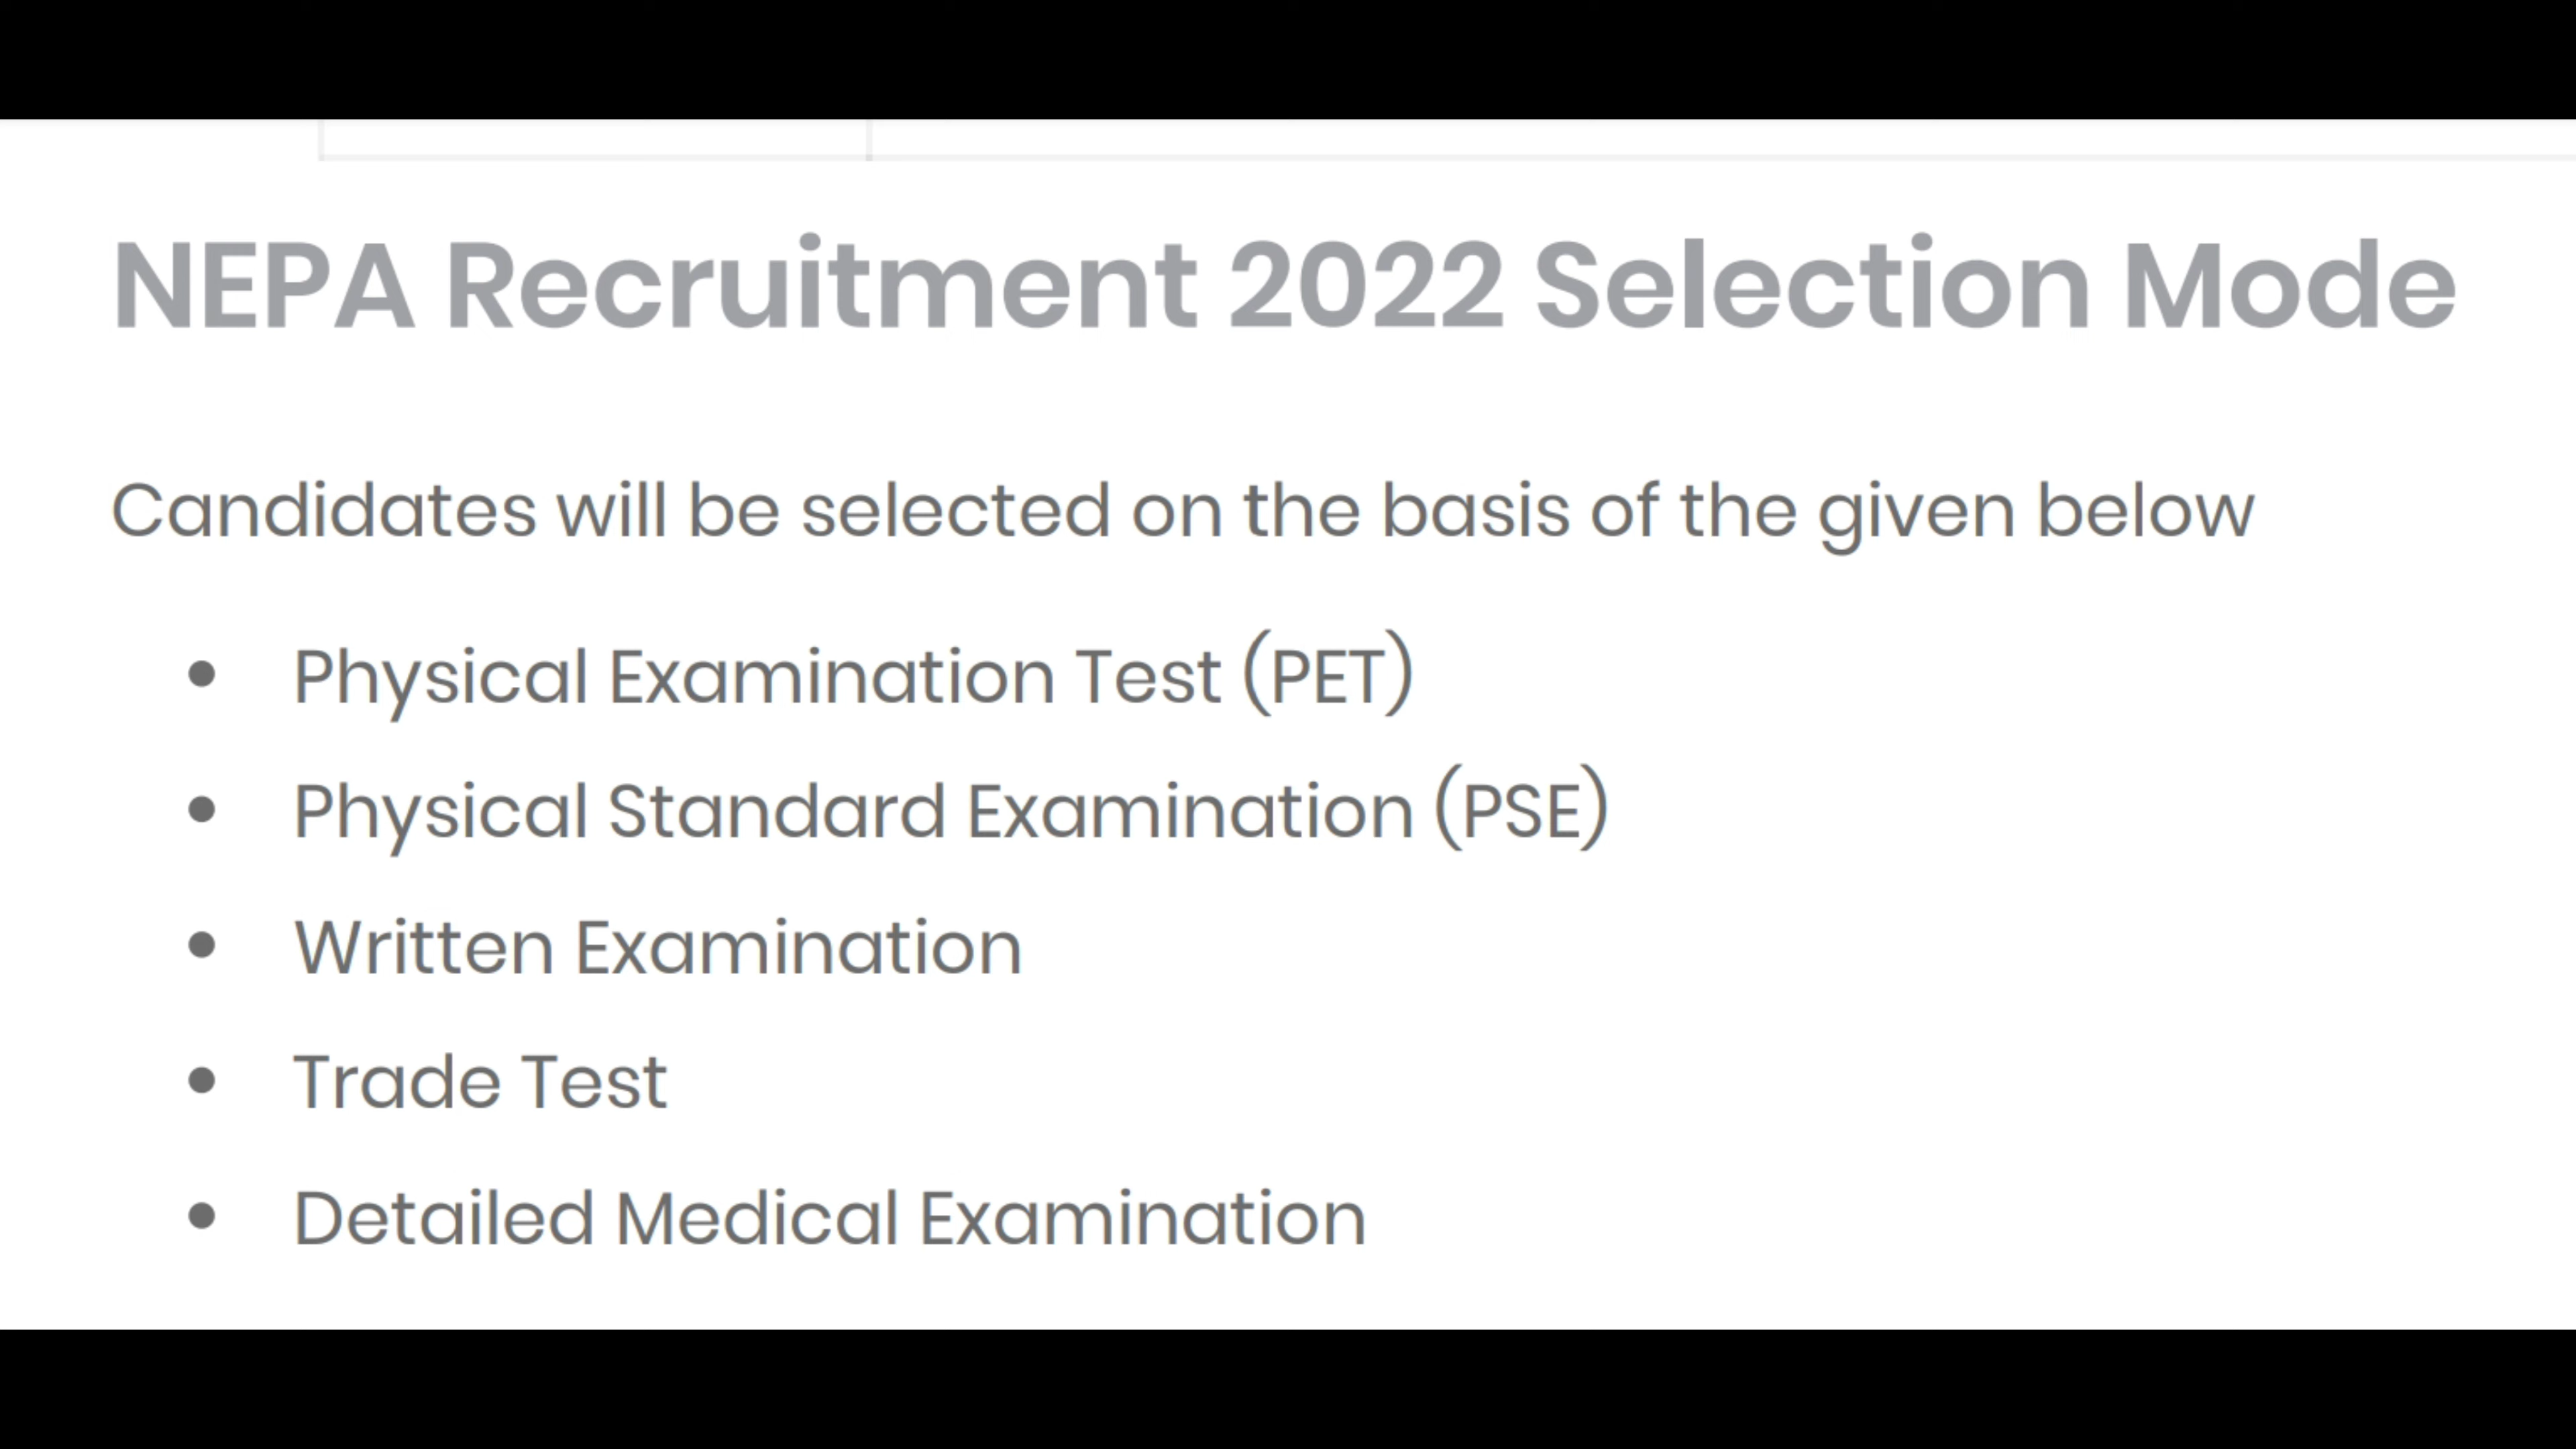 NEPA Recruitment 2022 Selection Mode
Candidates will be selected on the basis of the given below
• Physical Examination Test (PET)
• Physical Standard Examination (PSE)
• Written Examination
• Trade Test
• Detailed Medical Examination